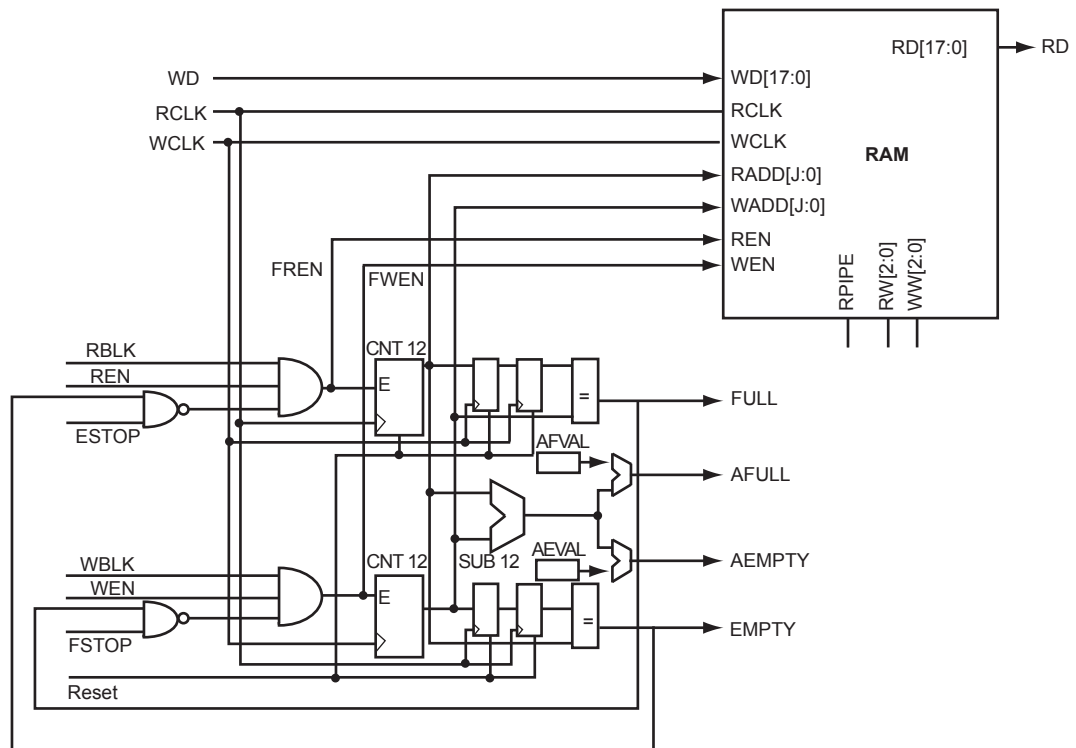 RD[17:0]
RD
WD
WD[17:0]
RCLK
RCLK
WCLK
WCLK
RAM
RADD[J:0]
WADD[J:0]
REN
FREN
FWEN
WEN
RPIPE
RW[2:0]
WW[2:0]
RBLK
CNT 12
REN
E
=
FULL
ESTOP
AFVAL
AFULL
WBLK
CNT 12
SUB 12
AEVAL
AEMPTY
WEN
E
=
EMPTY
FSTOP
Reset